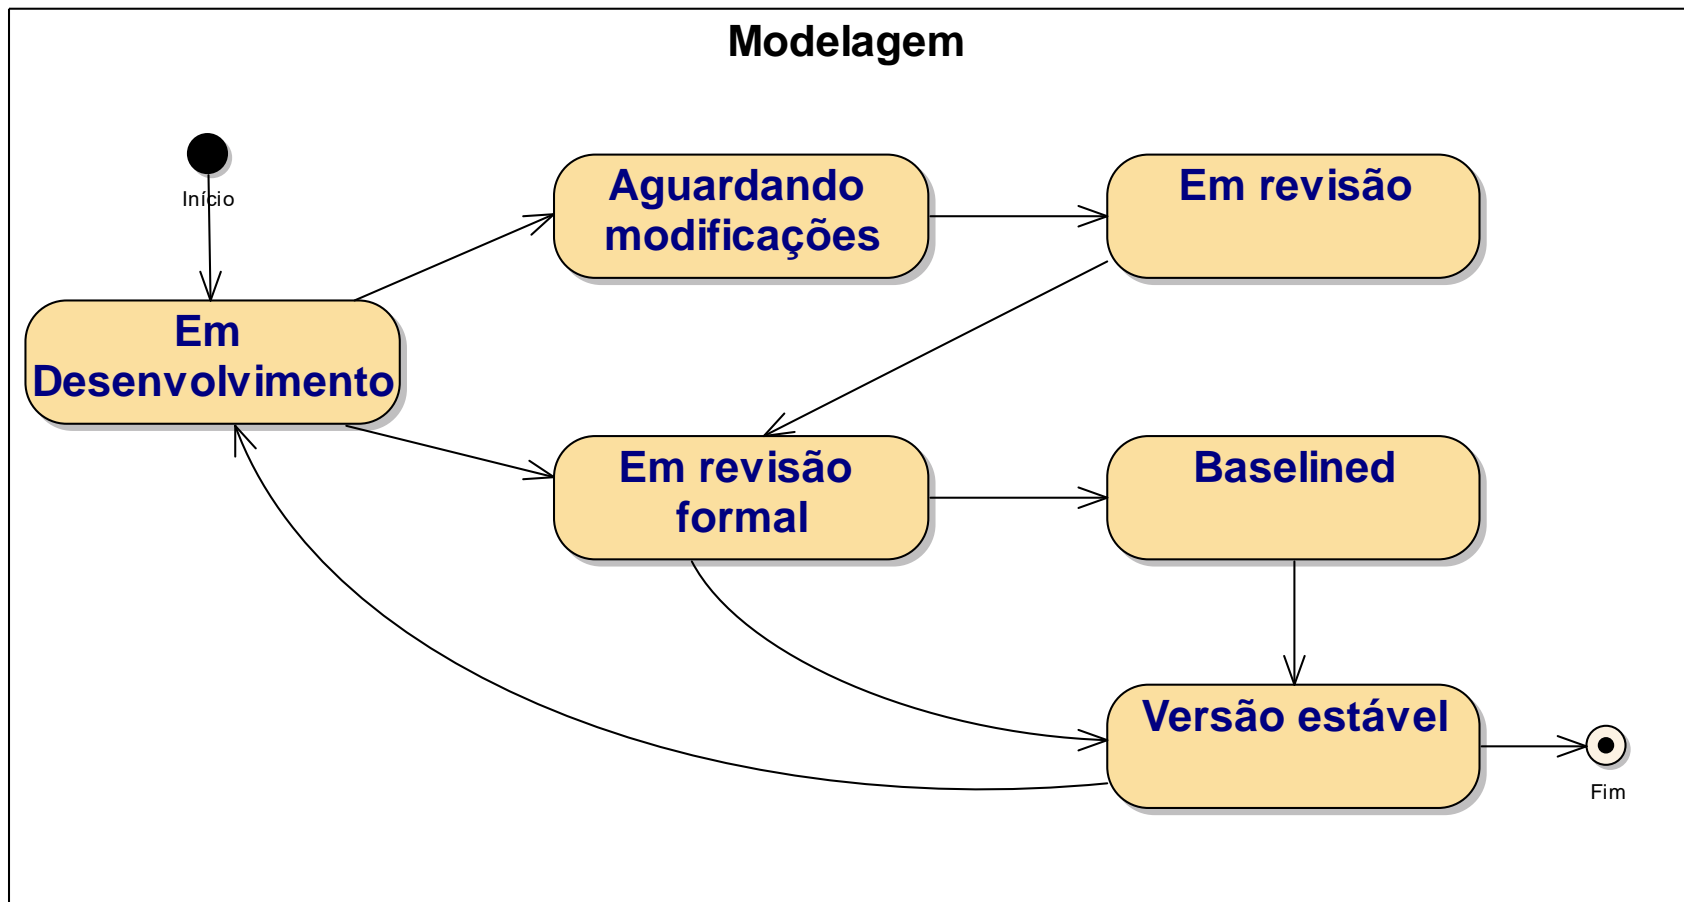 Modelagem
Início
Aguardando
modificações
Em revisão
Em
Desenvolvimento
Em revisão
formal
Baselined
Versão estável
Fim